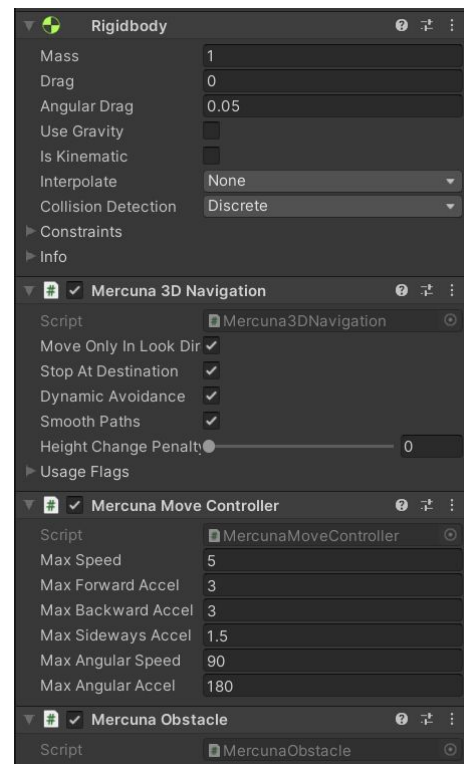 Rigidbody
Mass 1
Drag 0
Angular Drag 0.05
Use Gravity
Is Kinematic
Interpolate None
Collision Detection Discrete
Constraints
Info
# Mercuna 3D Navigation
Script # Mercuna3DNavigation
Move Only In Look Dir
Stop At Destination
Dynamic Avoidance
Smooth Paths
Height Change Penalty 0
Usage Flags
# Mercuna Move Controller
Script # MercunaMoveController
Max Speed 5
Max Forward Accel 3
Max Backward Accel 3
Max Sideways Accel 1.5
Max Angular Speed 90
Max Angular Accel 180
# Mercuna Obstacle
Script # MercunaObstacle